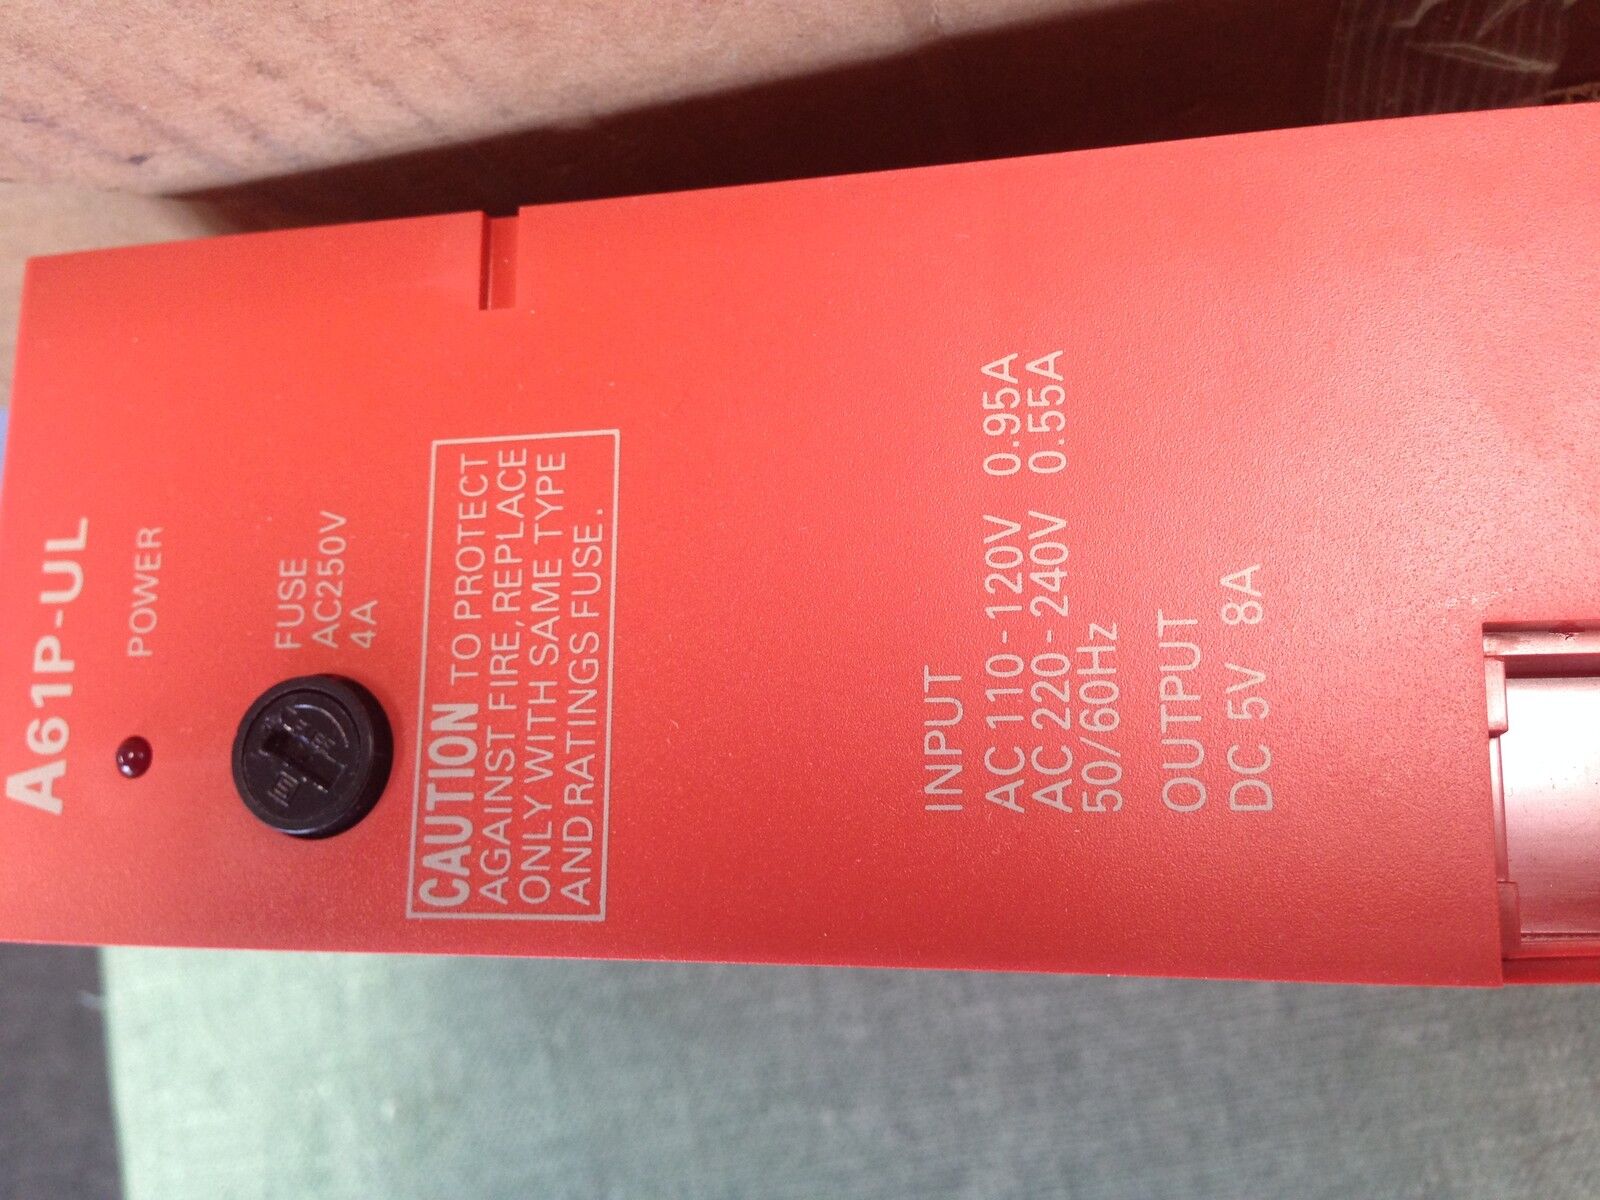 A61P-UL
POWER
FUSE
AC250V
4A
CAUTION TO PROTECT
AGAINST FIRE, REPLACE
ONLY WITH SAME TYPE
AND RATINGS FUSE.
INPUT
AC 110-120V 0.95A
AC 220-240V 0.55A
50/60Hz
OUTPUT
DC 5V 8A